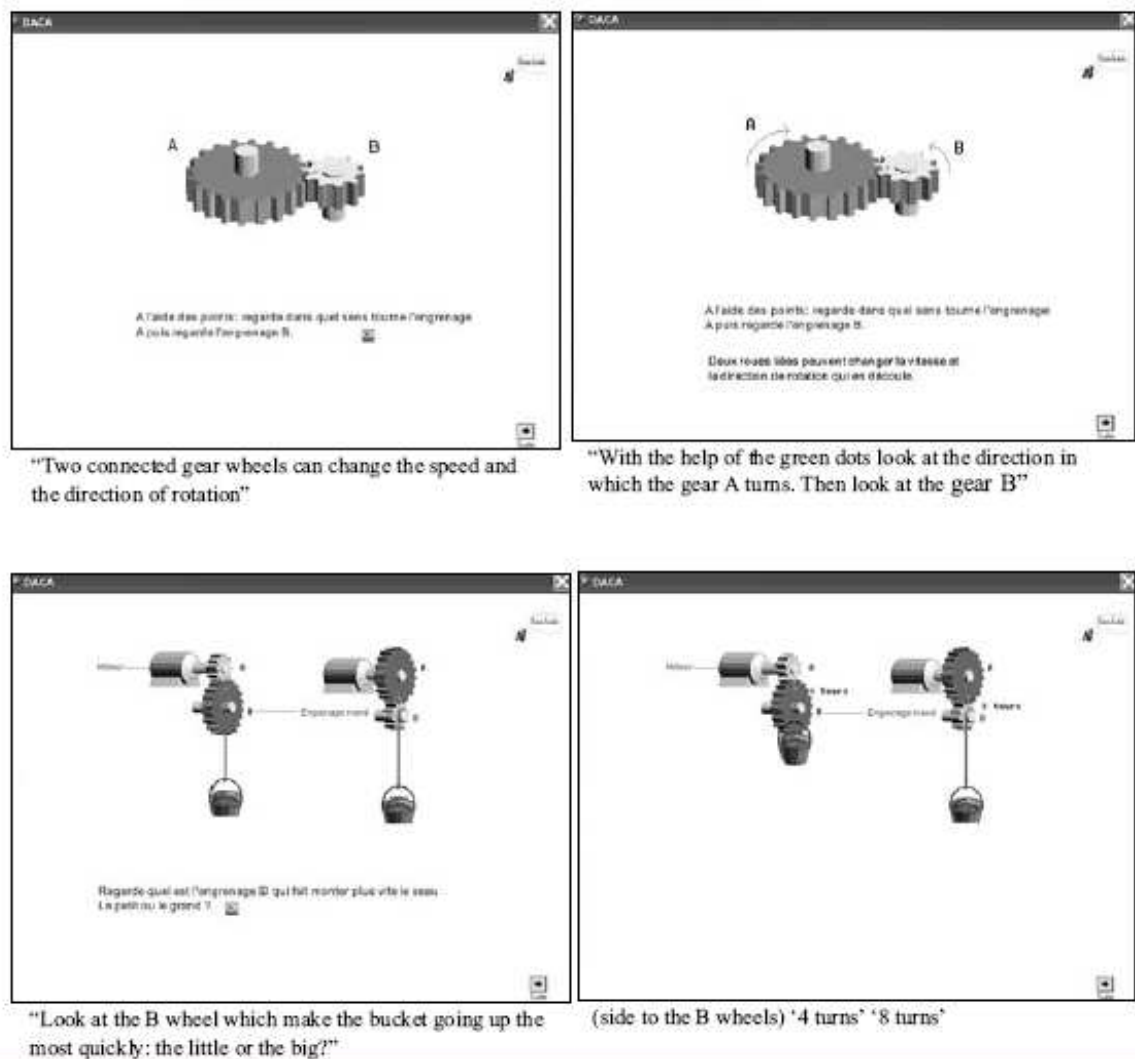 DACA
A
B
A l'aide des points: regarde dans quel sens tourne l'engrenage
A puis regarde l'engrenage B.
“Two connected gear wheels can change the speed and
the direction of rotation”
DACA
A
B
A l'aide des points: regarde dans quel sens tourne l'engrenage
A puis regarde l'engrenage B.
Deux roues liées peuvent changer la vitesse et
la direction de rotation qui en découle.
“With the help of the green dots look at the direction in
which the gear A turns. Then look at the gear B”
DACA
Regarde quel est l'engrenage B qui fait monter plus vite le seau
Le petit ou le grand ?
“Look at the B wheel which make the bucket going up the
most quickly: the little or the big?”
DACA
tours
tours
(side to the B wheels) ‘4 turns’ ‘8 turns’